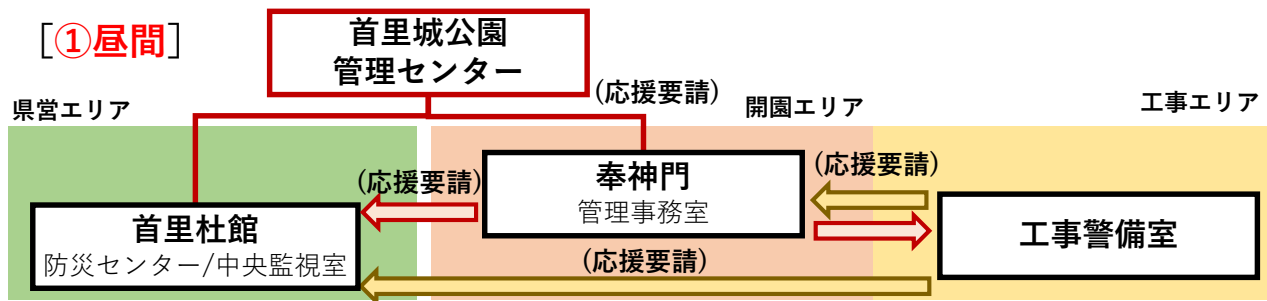 [①昼間]
首里城公園
管理センター
(応援要請)
県営エリア
開園エリア
工事エリア
(応援要請)
奉神門
管理事務室
(応援要請)
首里杜館
防災センター/中央監視室
工事警備室
(応援要請)